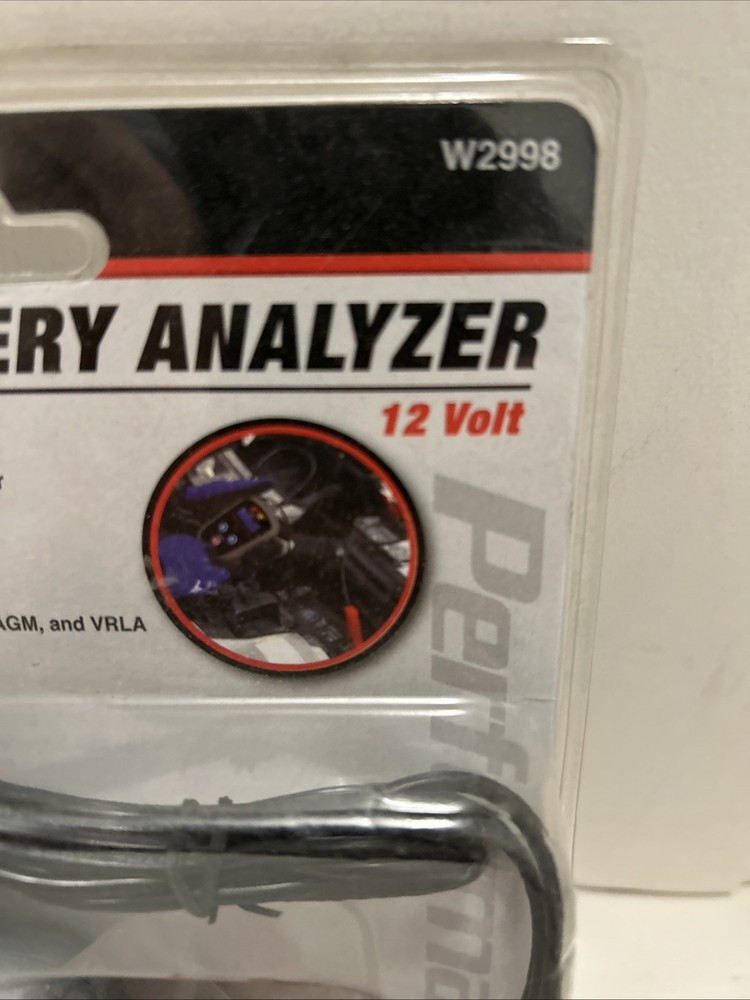 W2998
ERY ANALYZER
12 Volt
AGM, and VRLA
Perf